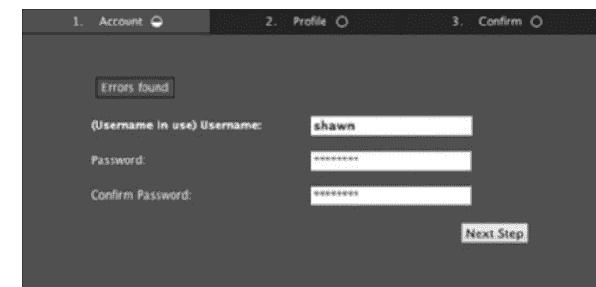 1. Account 2. Profile 3. Confirm
Errors found
(Username in use) Username: shawn
Password: ********
Confirm Password: ********
Next Step